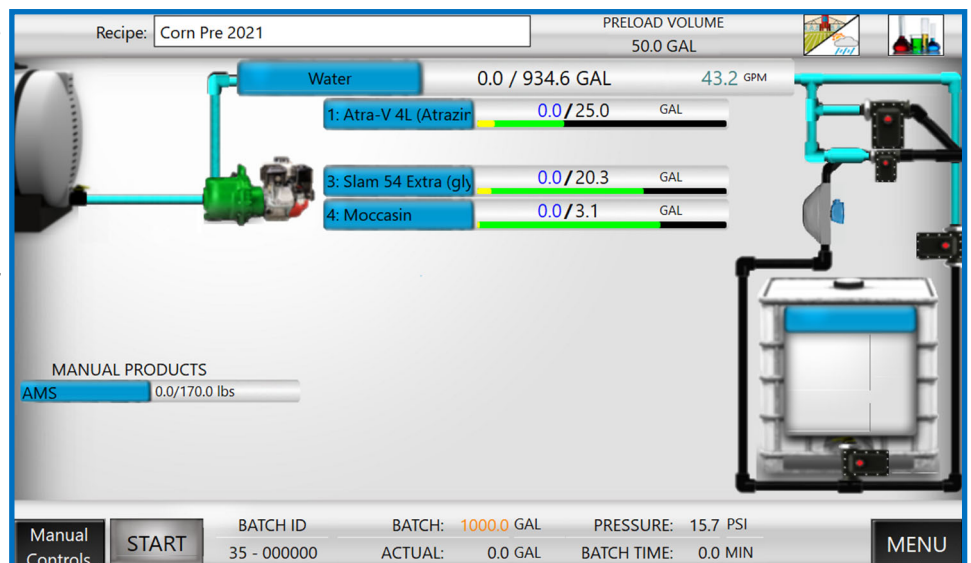 Recipe: Corn Pre 2021
PRELOAD VOLUME
50.0 GAL
Water 0.0 / 934.6 GAL 43.2 GPM
1: Atra-V 4L (Atrazin 0.0/25.0 GAL
3: Slam 54 Extra (gly 0.0/20.3 GAL
4: Moccasin 0.0/3.1 GAL
MANUAL PRODUCTS
AMS 0.0/170.0 lbs
Manual Controls
START
BATCH ID
35 - 000000
BATCH: 1000.0 GAL
ACTUAL: 0.0 GAL
PRESSURE: 15.7 PSI
BATCH TIME: 0.0 MIN
MENU